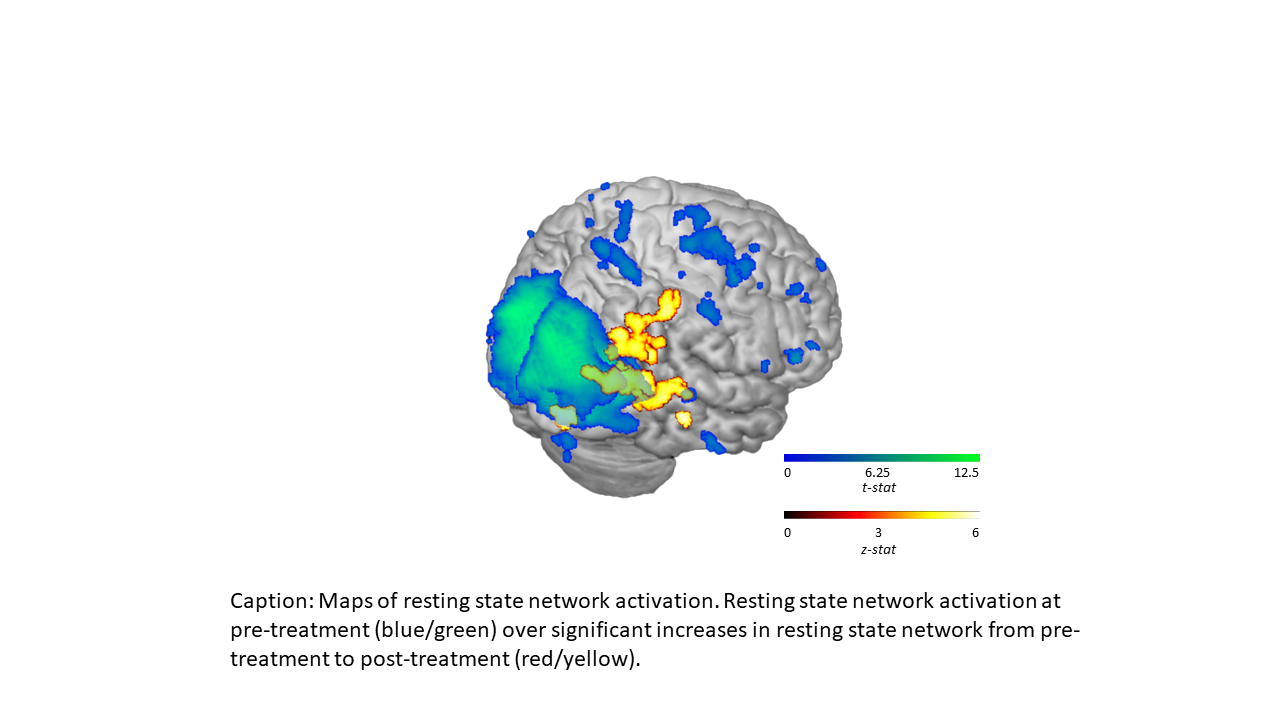 0 6.25 12.5
t-stat
0 3 6
z-stat
Caption: Maps of resting state network activation. Resting state network activation at
pre-treatment (blue/green) over significant increases in resting state network from pre-
treatment to post-treatment (red/yellow).